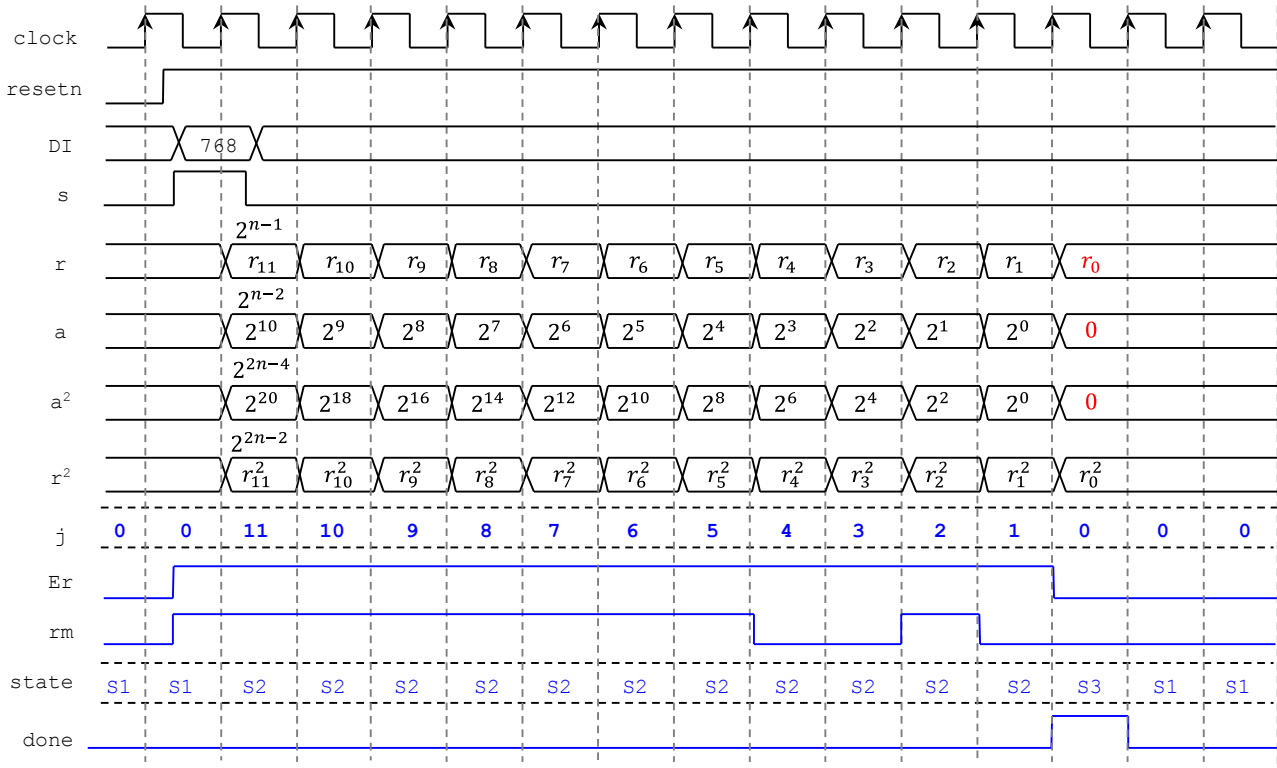 clock
resetn
DI 768
s
2^{n-1}
r r_{11} r_{10} r_9 r_8 r_7 r_6 r_5 r_4 r_3 r_2 r_1 r_0
2^{n-2}
a 2^{10} 2^9 2^8 2^7 2^6 2^5 2^4 2^3 2^2 2^1 2^0 0
2^{2n-4}
a² 2^{20} 2^{18} 2^{16} 2^{14} 2^{12} 2^{10} 2^8 2^6 2^4 2^2 2^0 0
2^{2n-2}
r² r_{11}^2 r_{10}^2 r_9^2 r_8^2 r_7^2 r_6^2 r_5^2 r_4^2 r_3^2 r_2^2 r_1^2 r_0^2
j 0 0 11 10 9 8 7 6 5 4 3 2 1 0 0 0
Er
rm
state S1 S1 S2 S2 S2 S2 S2 S2 S2 S2 S2 S2 S2 S3 S1 S1
done